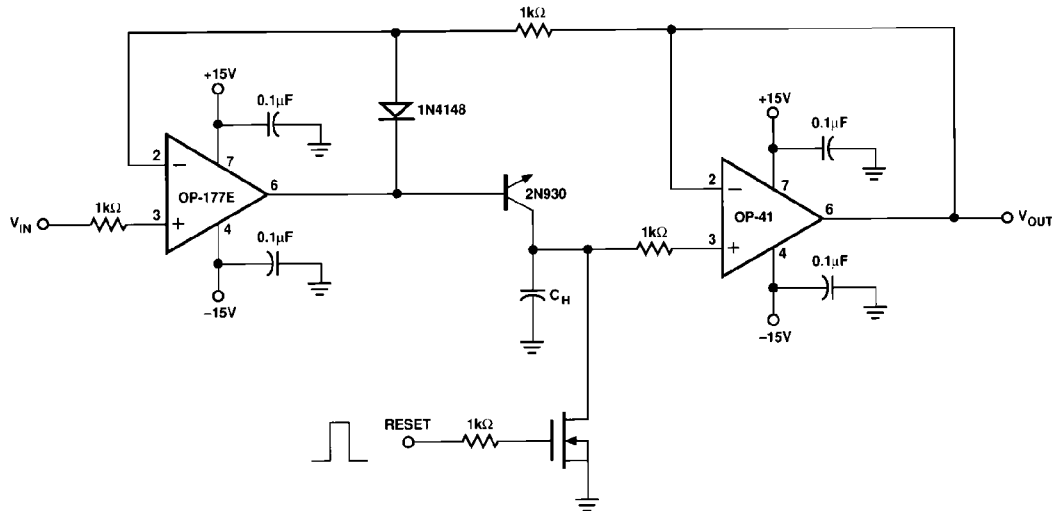 1kΩ
+15V
0.1μF
1N4148
2
7
OP-177E
6
3
4
V_IN
1kΩ
0.1μF
−15V
2N930
1kΩ
C_H
+15V
0.1μF
2
7
OP-41
6
3
4
V_OUT
0.1μF
−15V
RESET
1kΩ